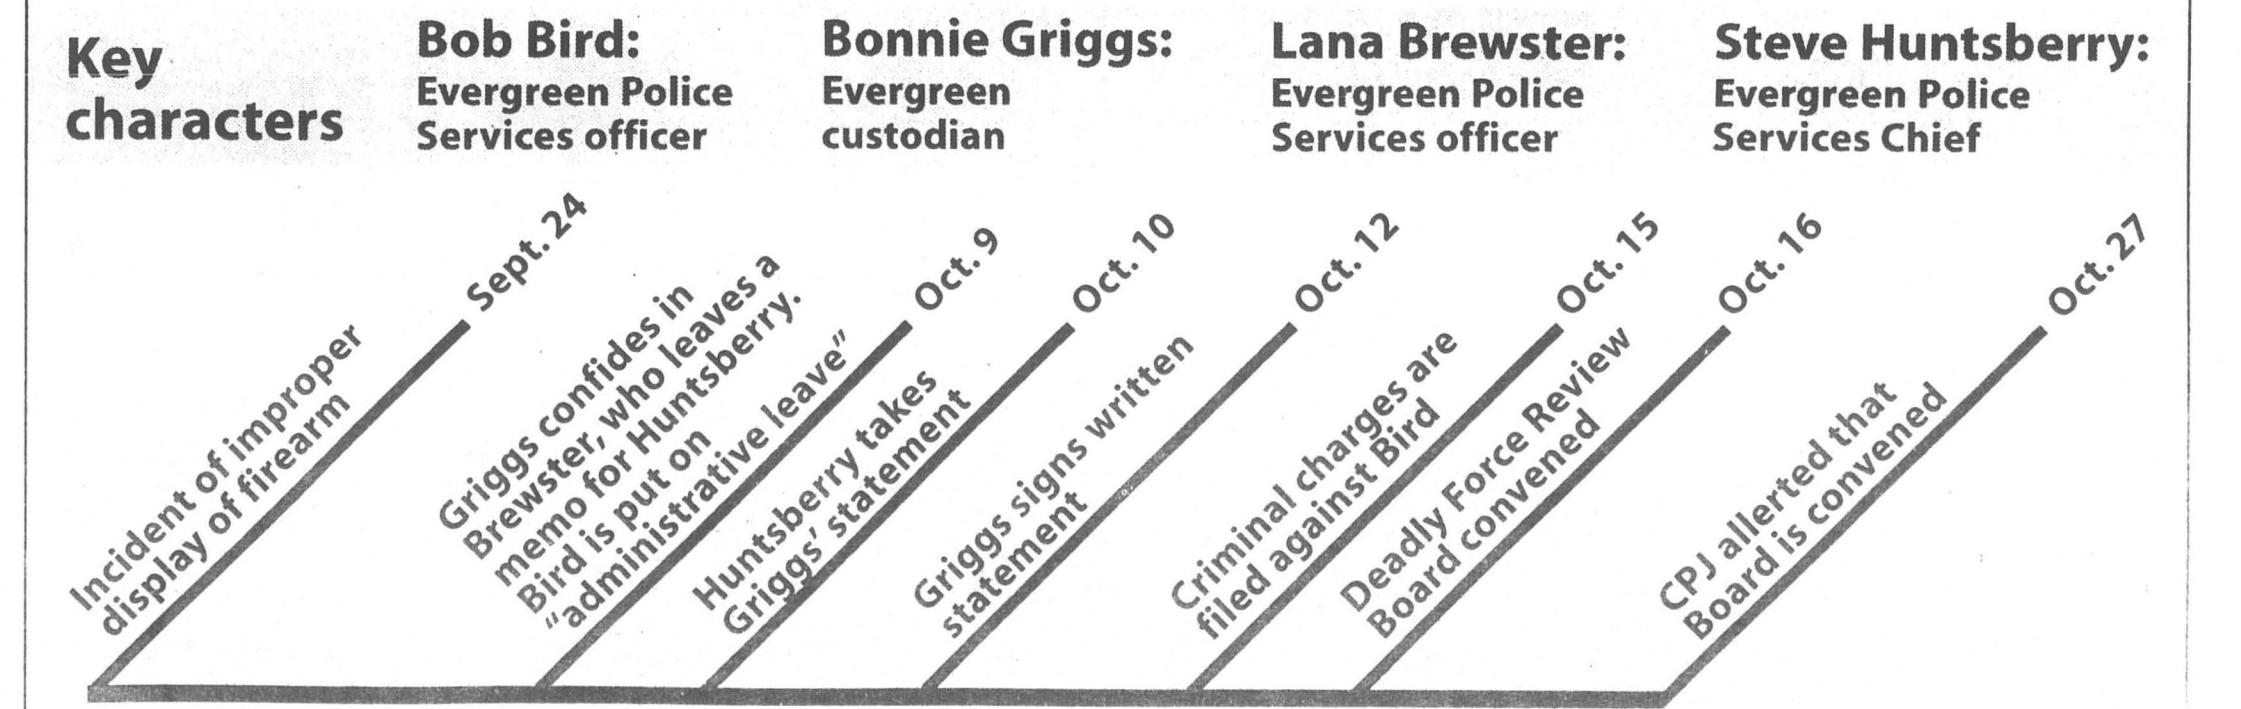 Key
characters
Bob Bird:
Evergreen Police
Services officer
Bonnie Griggs:
Evergreen
custodian
Lana Brewster:
Evergreen Police
Services officer
Steve Huntsberry:
Evergreen Police
Services Chief
Incident of improper
display of firearm
Sept. 24
Griggs confides in
Brewster, who leaves a
memo for Huntsberry.
Bird is put on
"administrative leave"
Oct. 9
Huntsberry takes
Griggs' statement
Oct. 10
Griggs signs written
statement
Oct. 12
Criminal charges are
filed against Bird
Oct. 15
Deadly Force Review
Board convened
Oct. 16
CPJ allerted that
Board is convened
Oct. 27